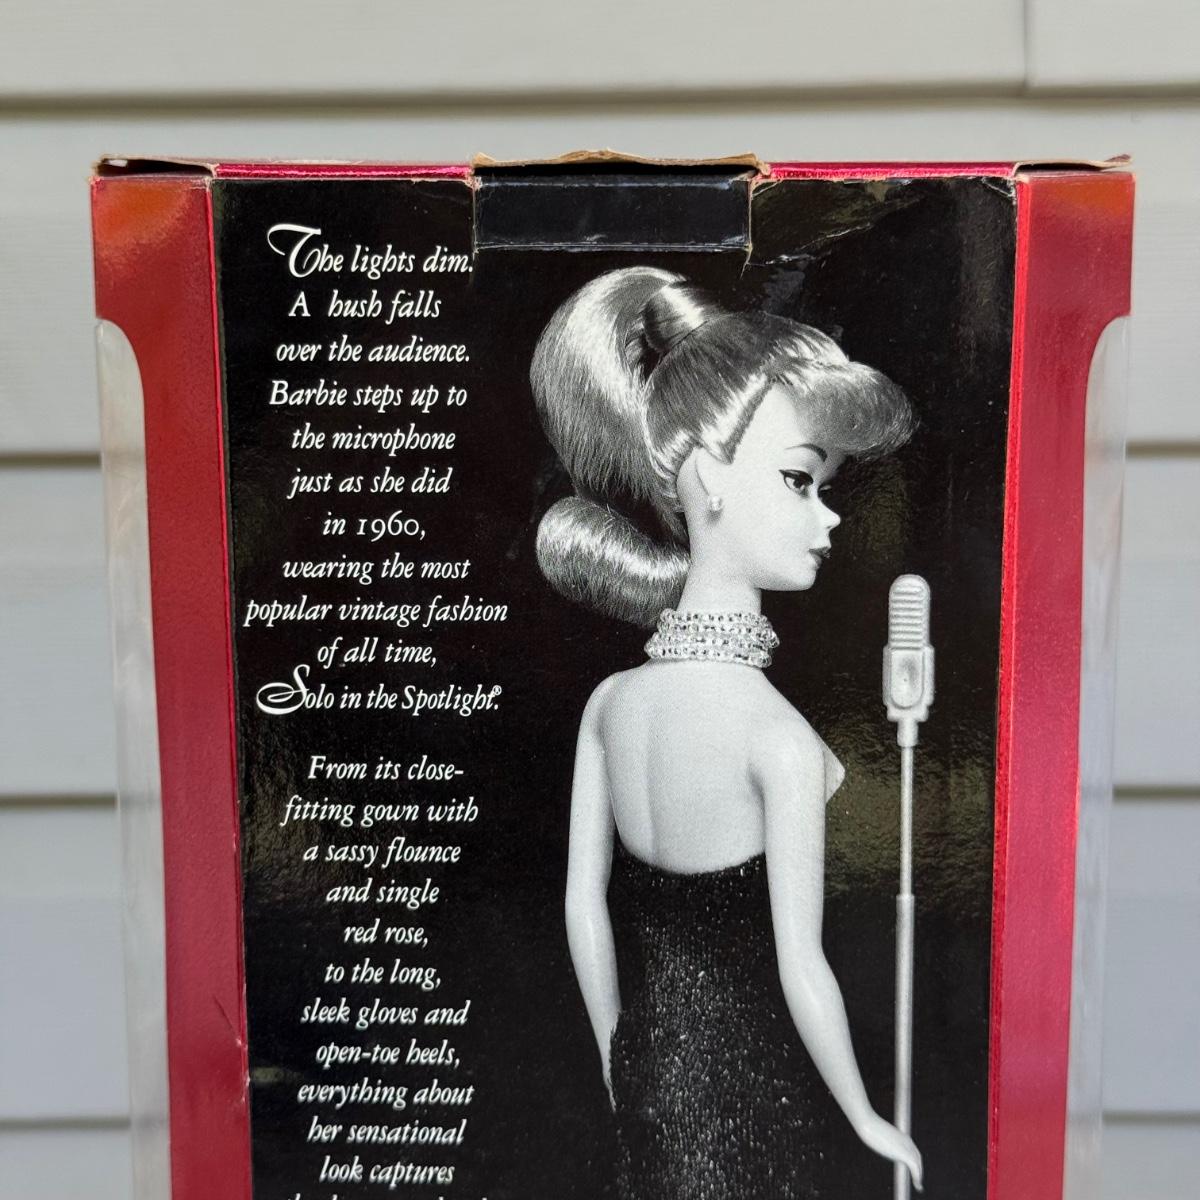 The lights dim.
A hush falls
over the audience.
Barbie steps up to
the microphone
just as she did
in 1960,
wearing the most
popular vintage fashion
of all time,
Solo in the Spotlight.®
From its close-
fitting gown with
a sassy flounce
and single
red rose,
to the long,
sleek gloves and
open-toe heels,
everything about
her sensational
look captures